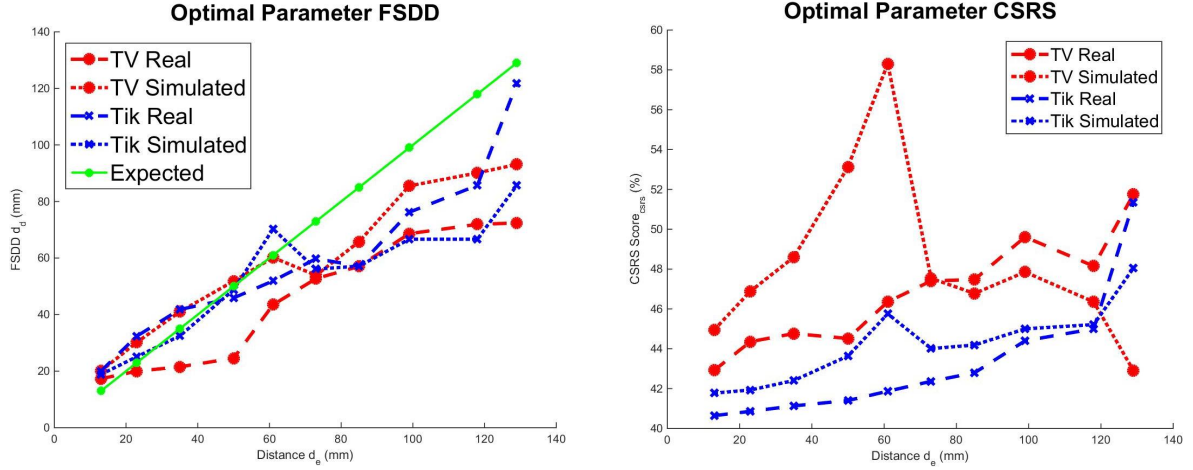 Optimal Parameter FSDD
140
120
100
80
60
40
20
0
FSDD d_d (mm)
TV Real
TV Simulated
Tik Real
Tik Simulated
Expected
0 20 40 60 80 100 120 140
Distance d_e (mm)
Optimal Parameter CSRS
60
58
56
54
52
50
48
46
44
42
40
CSRS Score_csrs (%)
TV Real
TV Simulated
Tik Real
Tik Simulated
0 20 40 60 80 100 120 140
Distance d_e (mm)